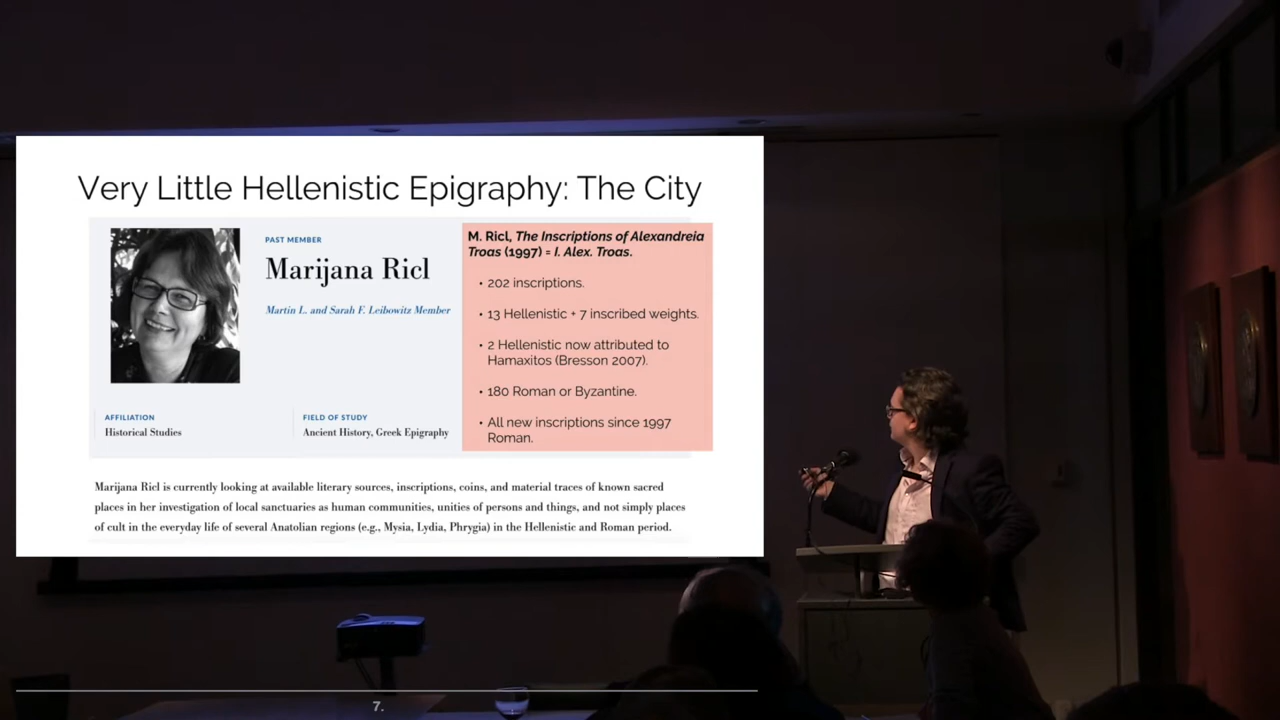 Very Little Hellenistic Epigraphy: The City
PAST MEMBER
Marijana Ricl
Martin L. and Sarah F. Leibowitz Member
AFFILIATION
Historical Studies
FIELD OF STUDY
Ancient History, Greek Epigraphy
M. Ricl, The Inscriptions of Alexandreia
Troas (1997) = I. Alex. Troas.
• 202 inscriptions.
• 13 Hellenistic + 7 inscribed weights.
• 2 Hellenistic now attributed to
Hamaxitos (Bresson 2007).
• 180 Roman or Byzantine.
• All new inscriptions since 1997
Roman.
Marijana Ricl is currently looking at available literary sources, inscriptions, coins, and material traces of known sacred
places in her investigation of local sanctuaries as human communities, unities of persons and things, and not simply places
of cult in the everyday life of several Anatolian regions (e.g., Mysia, Lydia, Phrygia) in the Hellenistic and Roman period.
7.